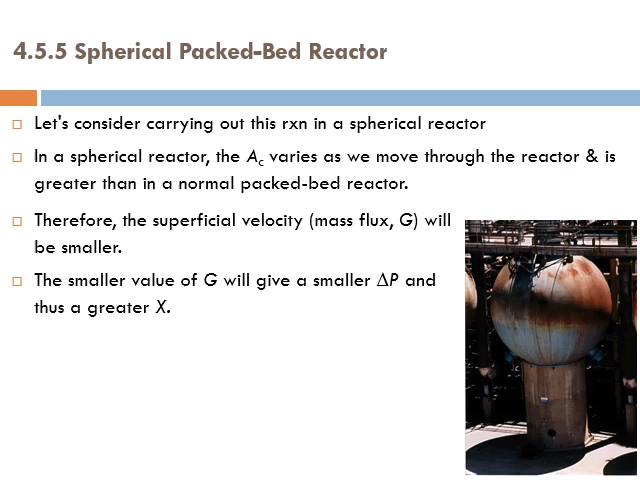 4.5.5 Spherical Packed-Bed Reactor
Let's consider carrying out this rxn in a spherical reactor
In a spherical reactor, the Ac varies as we move through the reactor & is
greater than in a normal packed-bed reactor.
Therefore, the superficial velocity (mass flux, G) will
be smaller.
The smaller value of G will give a smaller ΔP and
thus a greater X.